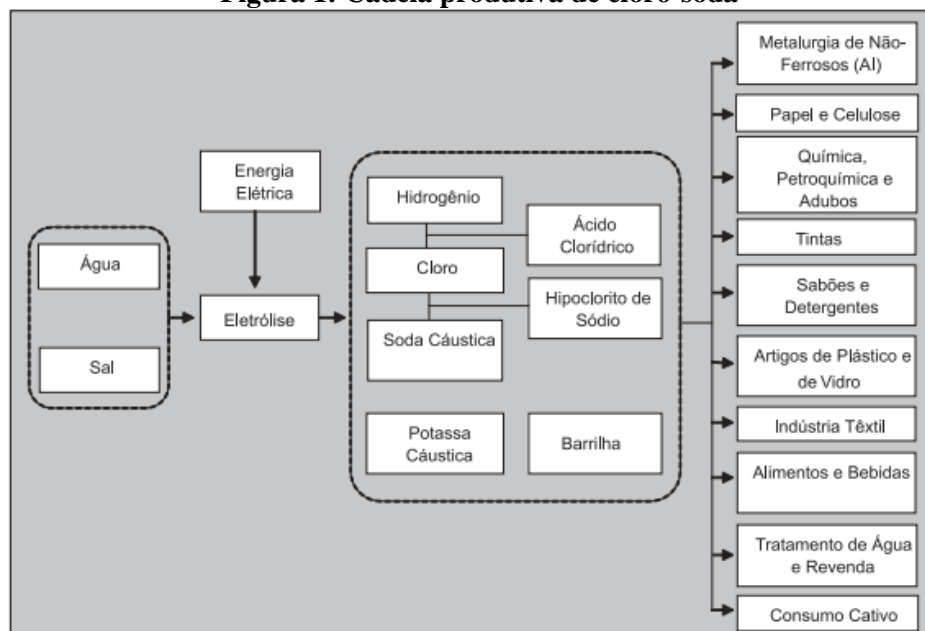 Figura 1: Cadeia produtiva de cloro-soda
Água
Sal
Energia
Elétrica
Eletrólise
Hidrogênio
Cloro
Soda Cáustica
Ácido
Clorídrico
Hipoclorito de
Sódio
Potassa
Cáustica
Barrilha
Metalurgia de Não-
Ferrosos (Al)
Papel e Celulose
Química,
Petroquímica e
Adubos
Tintas
Sabões e
Detergentes
Artigos de Plástico e
de Vidro
Indústria Têxtil
Alimentos e Bebidas
Tratamento de Água
e Revenda
Consumo Cativo